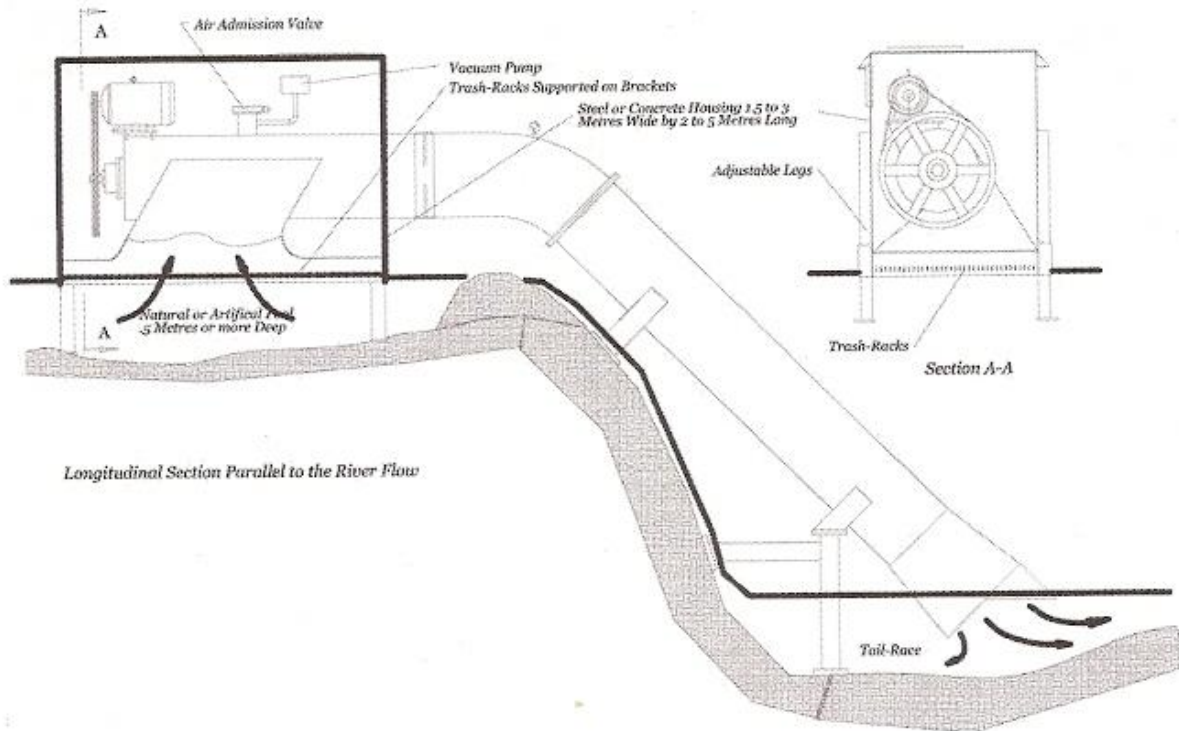 A
Air Admission Valve
Vacuum Pump
Trash-Racks Supported on Brackets
Steel or Concrete Housing 1.5 to 3
Metres Wide by 2 to 5 Metres Long
Adjustable Legs
Natural or Artifical Pool
.5 Metres or more Deep
A
Trash-Racks
Section A-A
Longitudinal Section Parallel to the River Flow
Tail-Race